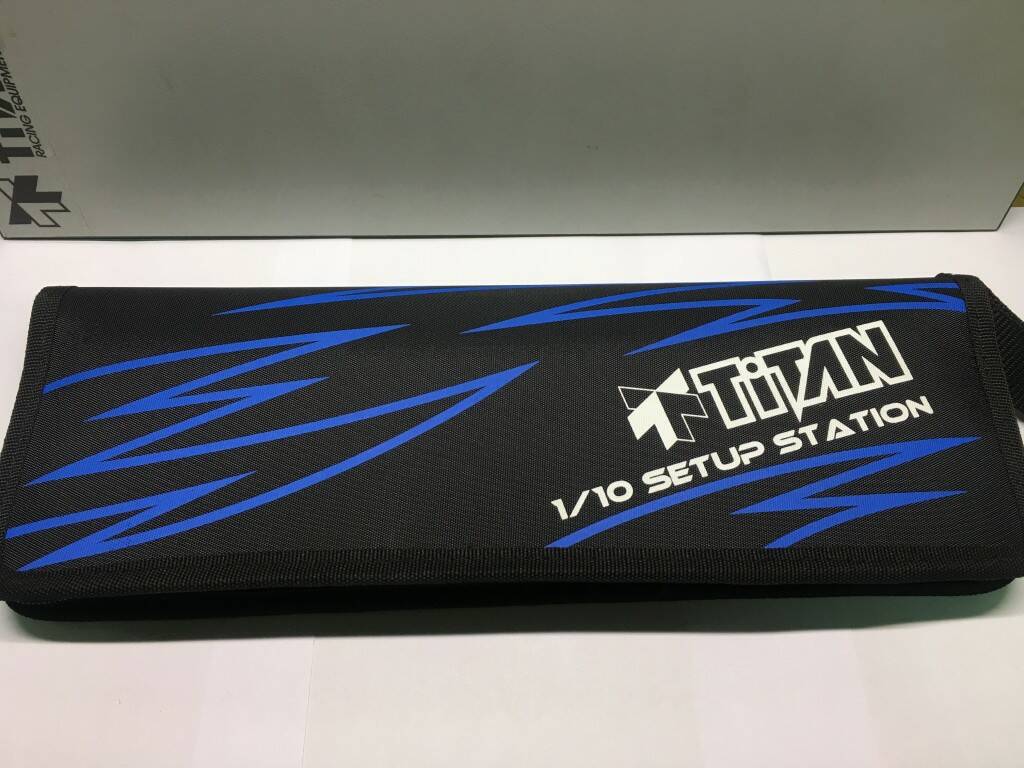 TiTAN
RACING EQUIPMENT
TiTAN
1/10 SETUP STATION